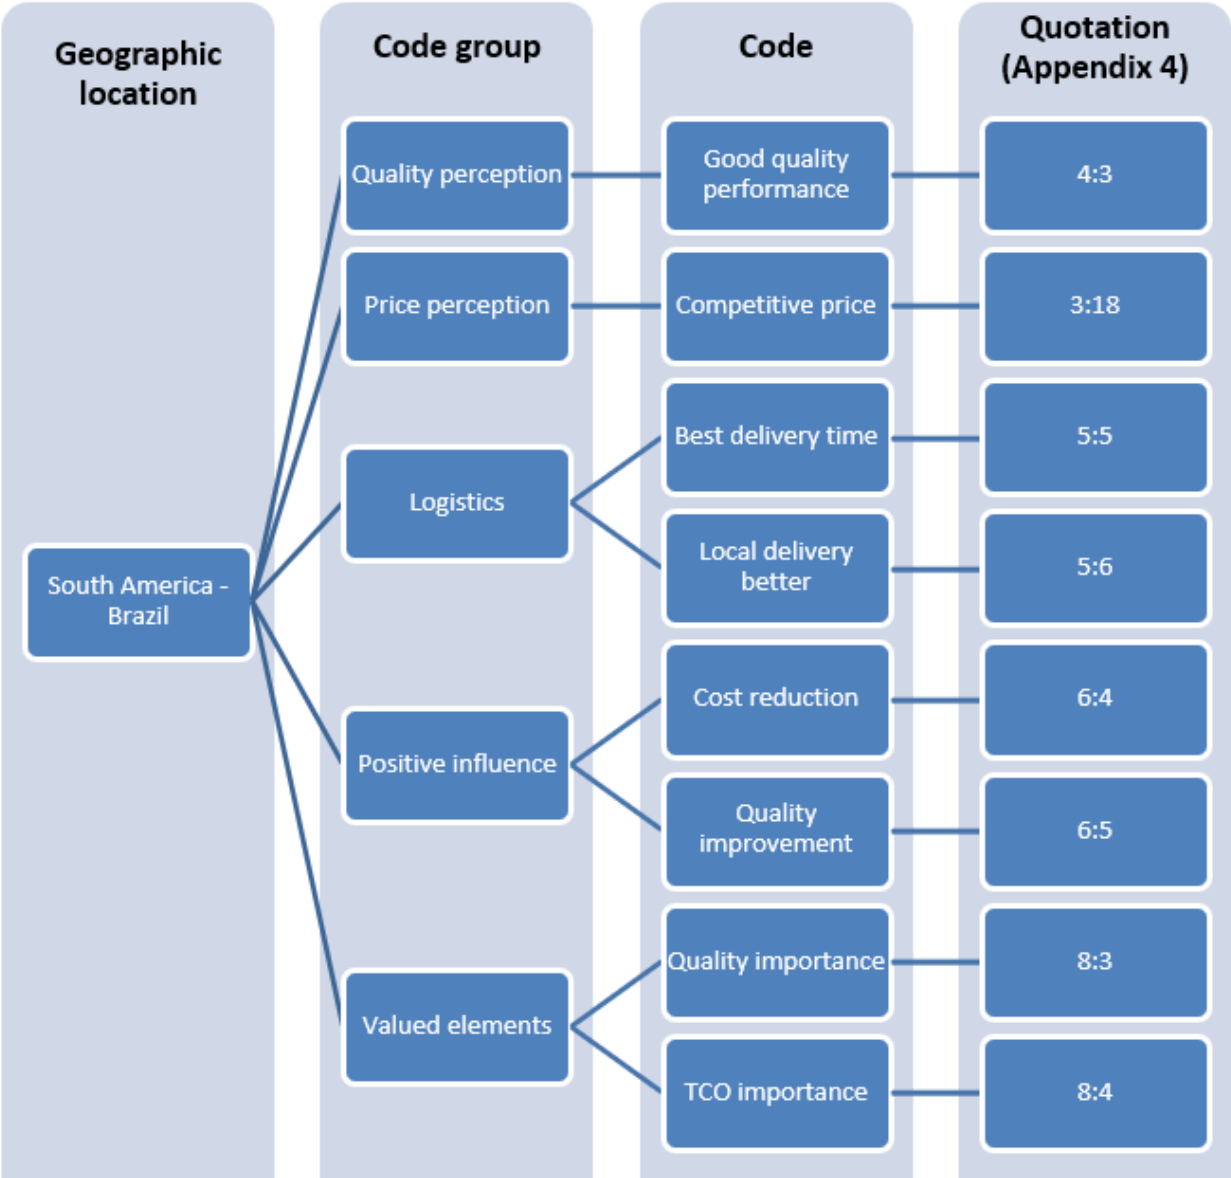 Geographic
location
Code group
Code
Quotation
(Appendix 4)
South America -
Brazil
Quality perception
Good quality
performance
4:3
Price perception
Competitive price
3:18
Logistics
Best delivery time
5:5
Local delivery
better
5:6
Positive influence
Cost reduction
6:4
Quality
improvement
6:5
Valued elements
Quality importance
8:3
TCO importance
8:4